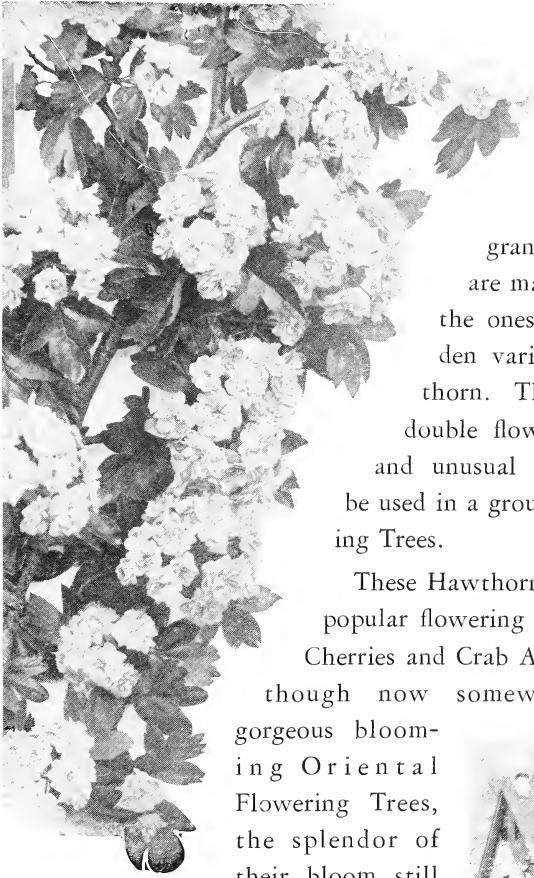 gran
are ma
the ones
den vari
thorn. Th
double flow
and unusual
be used in a grou
ing Trees.
These Hawthorn
popular flowering
Cherries and Crab A
though now somew
gorgeous bloom-
ing Oriental
Flowering Trees,
the splendor of
their bloom still
A